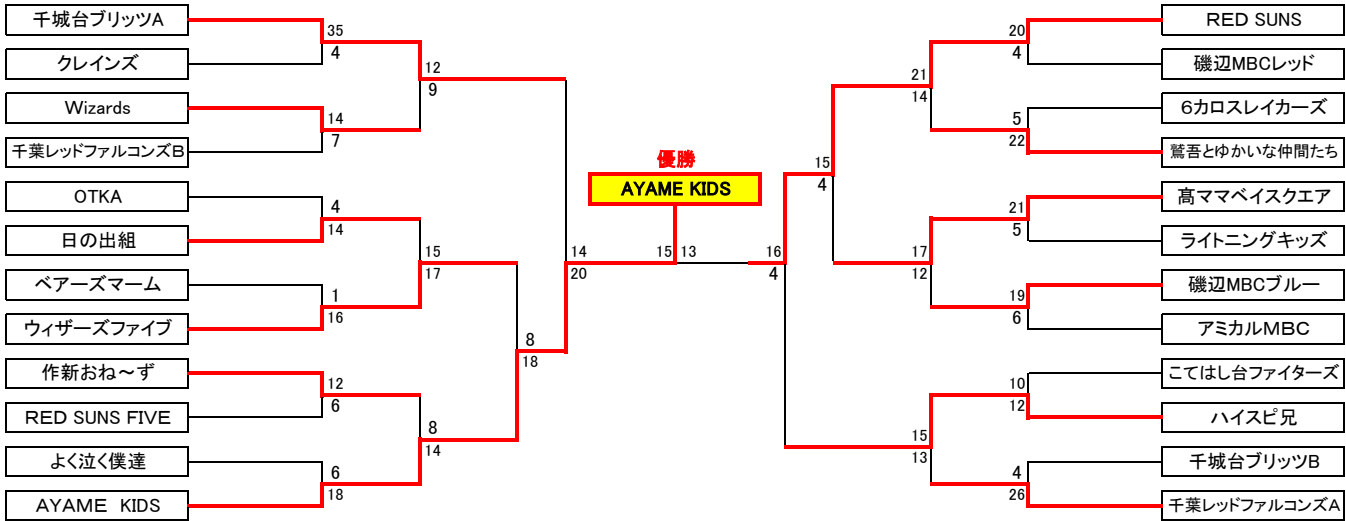 千城台ブリッツA
クレインズ
Wizards
千葉レッドファルコンズB
OTKA
日の出組
ベアーズマーム
ウィザーズファイブ
作新おね～ず
RED SUNS FIVE
よく泣く僕達
AYAME KIDS
35
4
14
7
4
14
1
16
12
6
6
18
12
9
15
17
8
14
8
18
14
20
優勝
AYAME KIDS
15 13
16
4
15
4
21
14
17
12
15
13
20
4
5
22
21
5
19
6
10
12
4
26
RED SUNS
磯辺MBCレッド
6カロスレイカーズ
鷲吾とゆかいな仲間たち
髙ママベイスクエア
ライトニングキッズ
磯辺MBCブルー
アミカルMBC
こてはし台ファイターズ
ハイスピ兄
千城台ブリッツB
千葉レッドファルコンズA